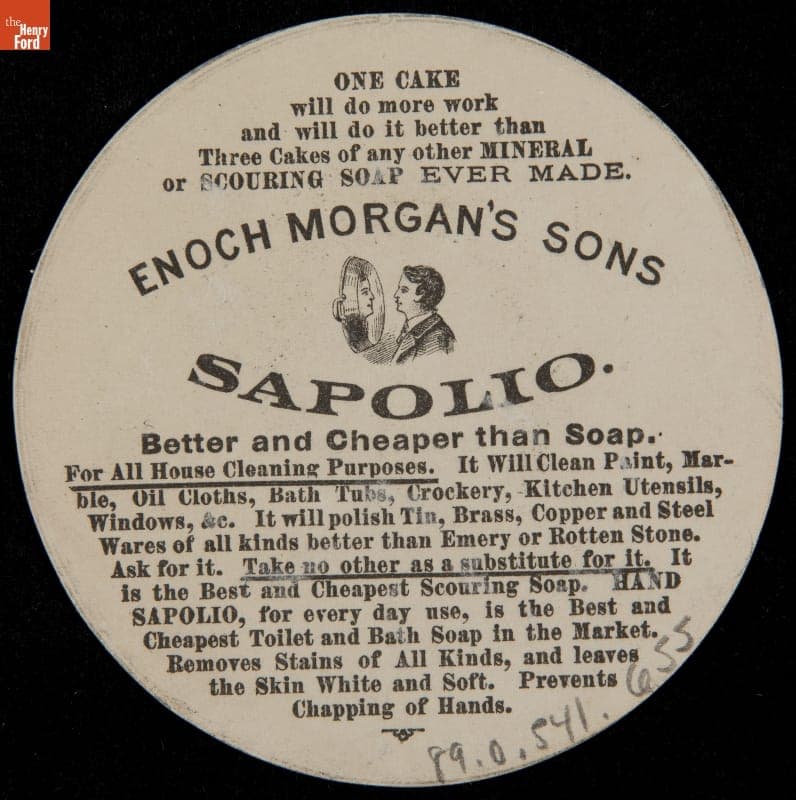 the
Henry
Ford
ONE CAKE
will do more work
and will do it better than
Three Cakes of any other MINERAL
or SCOURING SOAP EVER MADE.
ENOCH MORGAN'S SONS
SAPOLIO.
Better and Cheaper than Soap.
For All House Cleaning Purposes. It Will Clean Paint, Mar-
ble, Oil Cloths, Bath Tubs, Crockery, Kitchen Utensils,
Windows, &c. It will polish Tin, Brass, Copper and Steel
Wares of all kinds better than Emery or Rotten Stone.
Ask for it. Take no other as a substitute for it. It
is the Best and Cheapest Scouring Soap. HAND
SAPOLIO, for every day use, is the Best and
Cheapest Toilet and Bath Soap in the Market.
Removes Stains of All Kinds, and leaves
the Skin White and Soft. Prevents
Chapping of Hands.
89.0.541.655